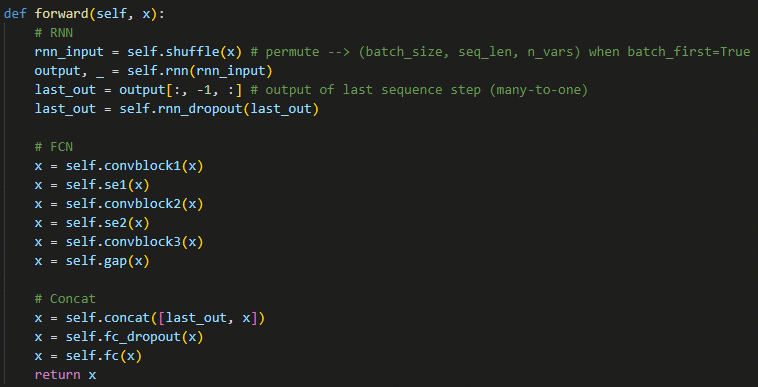 def forward(self, x):
    # RNN
    rnn_input = self.shuffle(x) # permute --> (batch_size, seq_len, n_vars) when batch_first=True
    output, _ = self.rnn(rnn_input)
    last_out = output[:, -1, :] # output of last sequence step (many-to-one)
    last_out = self.rnn_dropout(last_out)

    # FCN
    x = self.convblock1(x)
    x = self.se1(x)
    x = self.convblock2(x)
    x = self.se2(x)
    x = self.convblock3(x)
    x = self.gap(x)

    # Concat
    x = self.concat([last_out, x])
    x = self.fc_dropout(x)
    x = self.fc(x)
    return x